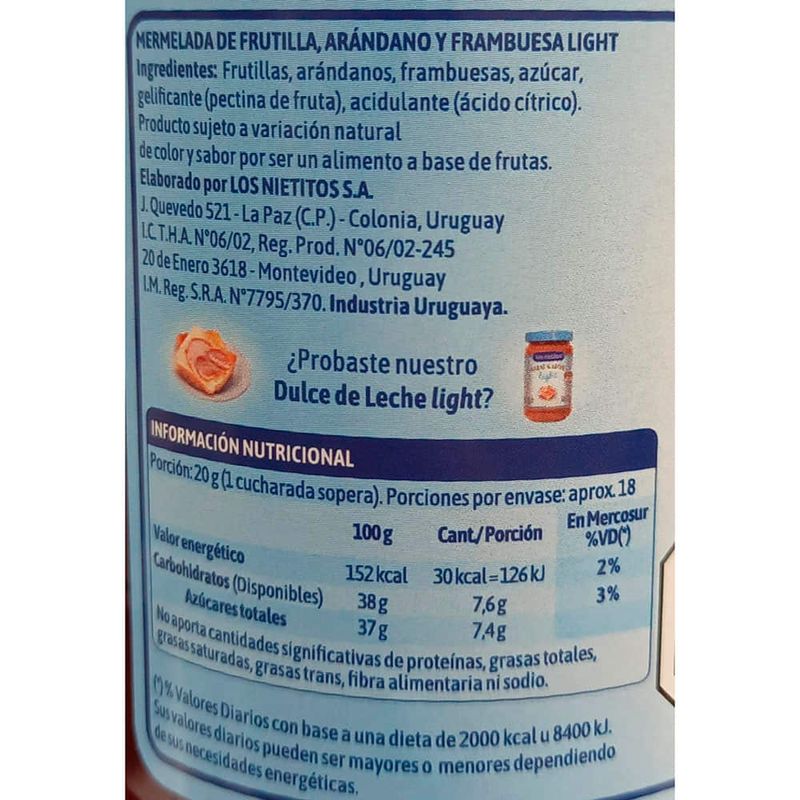 MERMELADA DE FRUTILLA, ARÁNDANO Y FRAMBUESA LIGHT
Ingredientes: Frutillas, arándanos, frambuesas, azúcar,
gelificante (pectina de fruta), acidulante (ácido cítrico).
Producto sujeto a variación natural
de color y sabor por ser un alimento a base de frutas.
Elaborado por LOS NIETITOS S.A.
J. Quevedo 521 - La Paz (C.P.) - Colonia, Uruguay
I.C.T.H.A. N°06/02, Reg. Prod. N°06/02-245
20 de Enero 3618 - Montevideo, Uruguay
I.M. Reg. S.R.A. N°7795/370. Industria Uruguaya.
¿Probaste nuestro
Dulce de Leche light?
light
INFORMACIÓN NUTRICIONAL
Porción: 20 g (1 cucharada sopera). Porciones por envase: aprox. 18
100 g Cant./Porción En Mercosur %VD(*)
Valor energético 152 kcal 30 kcal=126 kJ 2%
Carbohidratos (Disponibles) 38 g 7,6 g 3%
Azúcares totales 37 g 7,4 g
No aporta cantidades significativas de proteínas, grasas totales,
grasas saturadas, grasas trans, fibra alimentaria ni sodio.
(*) % Valores Diarios con base a una dieta de 2000 kcal u 8400 kJ.
Sus valores diarios pueden ser mayores o menores dependiendo
de sus necesidades energéticas.